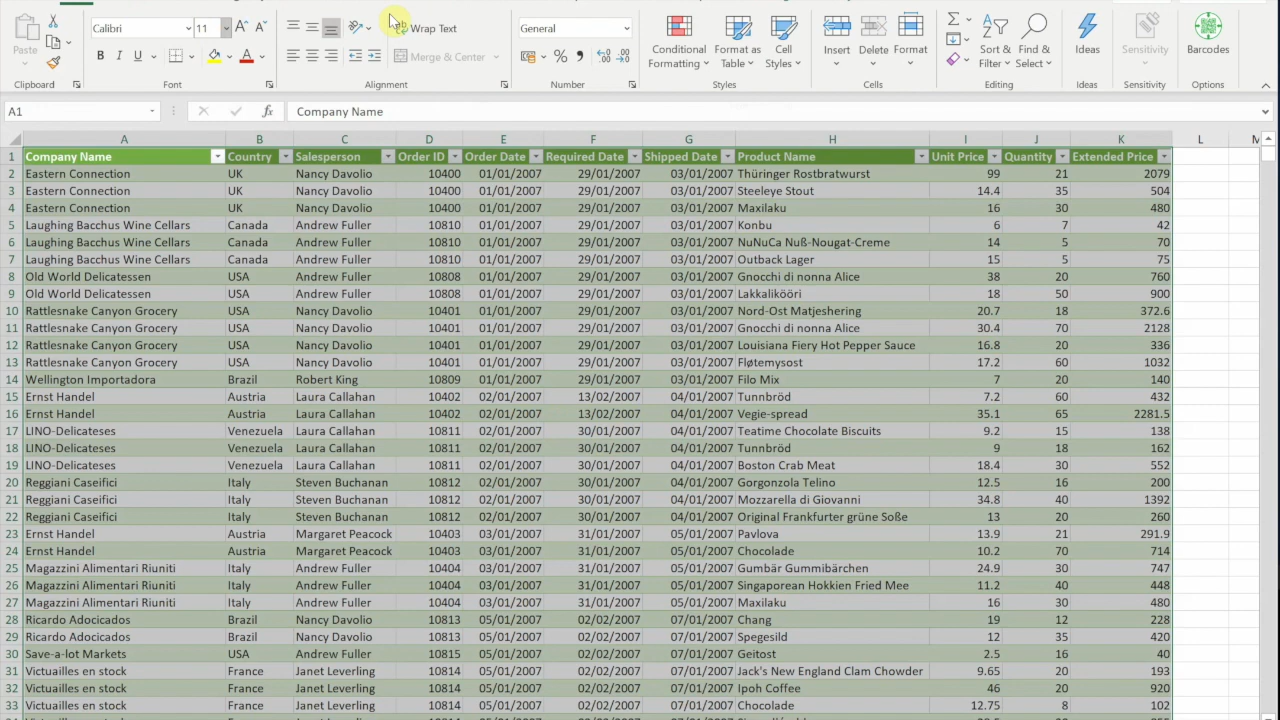 Calibri 11 Wrap Text General Conditional Formatting Format as Table Cell Styles Insert Delete Format Sort & Filter Find & Select Ideas Sensitivity Barcodes
Paste B I U Merge & Center % ,
Clipboard Font Alignment Number Styles Cells Editing Ideas Sensitivity Options
A1 fx Company Name
A B C D E F G H I J K L M
1 Company Name Country Salesperson Order ID Order Date Required Date Shipped Date Product Name Unit Price Quantity Extended Price
2 Eastern Connection UK Nancy Davolio 10400 01/01/2007 29/01/2007 03/01/2007 Thüringer Rostbratwurst 99 21 2079
3 Eastern Connection UK Nancy Davolio 10400 01/01/2007 29/01/2007 03/01/2007 Steeleye Stout 14.4 35 504
4 Eastern Connection UK Nancy Davolio 10400 01/01/2007 29/01/2007 03/01/2007 Maxilaku 16 30 480
5 Laughing Bacchus Wine Cellars Canada Andrew Fuller 10810 01/01/2007 29/01/2007 03/01/2007 Konbu 6 7 42
6 Laughing Bacchus Wine Cellars Canada Andrew Fuller 10810 01/01/2007 29/01/2007 03/01/2007 NuNuCa Nuß-Nougat-Creme 14 5 70
7 Laughing Bacchus Wine Cellars Canada Andrew Fuller 10810 01/01/2007 29/01/2007 03/01/2007 Outback Lager 15 5 75
8 Old World Delicatessen USA Andrew Fuller 10808 01/01/2007 29/01/2007 03/01/2007 Gnocchi di nonna Alice 38 20 760
9 Old World Delicatessen USA Andrew Fuller 10808 01/01/2007 29/01/2007 03/01/2007 Lakkalikööri 18 50 900
10 Rattlesnake Canyon Grocery USA Nancy Davolio 10401 01/01/2007 29/01/2007 03/01/2007 Nord-Ost Matjeshering 20.7 18 372.6
11 Rattlesnake Canyon Grocery USA Nancy Davolio 10401 01/01/2007 29/01/2007 03/01/2007 Gnocchi di nonna Alice 30.4 70 2128
12 Rattlesnake Canyon Grocery USA Nancy Davolio 10401 01/01/2007 29/01/2007 03/01/2007 Louisiana Fiery Hot Pepper Sauce 16.8 20 336
13 Rattlesnake Canyon Grocery USA Nancy Davolio 10401 01/01/2007 29/01/2007 03/01/2007 Fløtemysost 17.2 60 1032
14 Wellington Importadora Brazil Robert King 10809 01/01/2007 29/01/2007 03/01/2007 Filo Mix 7 20 140
15 Ernst Handel Austria Laura Callahan 10402 02/01/2007 13/02/2007 04/01/2007 Tunnbröd 7.2 60 432
16 Ernst Handel Austria Laura Callahan 10402 02/01/2007 13/02/2007 04/01/2007 Vegie-spread 35.1 65 2281.5
17 LINO-Delicateses Venezuela Laura Callahan 10811 02/01/2007 30/01/2007 04/01/2007 Teatime Chocolate Biscuits 9.2 15 138
18 LINO-Delicateses Venezuela Laura Callahan 10811 02/01/2007 30/01/2007 04/01/2007 Tunnbröd 9 18 162
19 LINO-Delicateses Venezuela Laura Callahan 10811 02/01/2007 30/01/2007 04/01/2007 Boston Crab Meat 18.4 30 552
20 Reggiani Caseifici Italy Steven Buchanan 10812 02/01/2007 30/01/2007 04/01/2007 Gorgonzola Telino 12.5 16 200
21 Reggiani Caseifici Italy Steven Buchanan 10812 02/01/2007 30/01/2007 04/01/2007 Mozzarella di Giovanni 34.8 40 1392
22 Reggiani Caseifici Italy Steven Buchanan 10812 02/01/2007 30/01/2007 04/01/2007 Original Frankfurter grüne Soße 13 20 260
23 Ernst Handel Austria Margaret Peacock 10403 03/01/2007 31/01/2007 05/01/2007 Pavlova 13.9 21 291.9
24 Ernst Handel Austria Margaret Peacock 10403 03/01/2007 31/01/2007 05/01/2007 Chocolade 10.2 70 714
25 Magazzini Alimentari Riuniti Italy Andrew Fuller 10404 03/01/2007 31/01/2007 05/01/2007 Gumbär Gummibärchen 24.9 30 747
26 Magazzini Alimentari Riuniti Italy Andrew Fuller 10404 03/01/2007 31/01/2007 05/01/2007 Singaporean Hokkien Fried Mee 11.2 40 448
27 Magazzini Alimentari Riuniti Italy Andrew Fuller 10404 03/01/2007 31/01/2007 05/01/2007 Maxilaku 16 30 480
28 Ricardo Adocicados Brazil Nancy Davolio 10813 05/01/2007 02/02/2007 07/01/2007 Chang 19 12 228
29 Ricardo Adocicados Brazil Nancy Davolio 10813 05/01/2007 02/02/2007 07/01/2007 Spegesild 12 35 420
30 Save-a-lot Markets USA Andrew Fuller 10815 05/01/2007 02/02/2007 07/01/2007 Geitost 2.5 16 40
31 Victuailles en stock France Janet Leverling 10814 05/01/2007 02/02/2007 07/01/2007 Jack's New England Clam Chowder 9.65 20 193
32 Victuailles en stock France Janet Leverling 10814 05/01/2007 02/02/2007 07/01/2007 Ipoh Coffee 46 20 920
33 Victuailles en stock France Janet Leverling 10814 05/01/2007 02/02/2007 07/01/2007 Chocolade 12.75 8 102